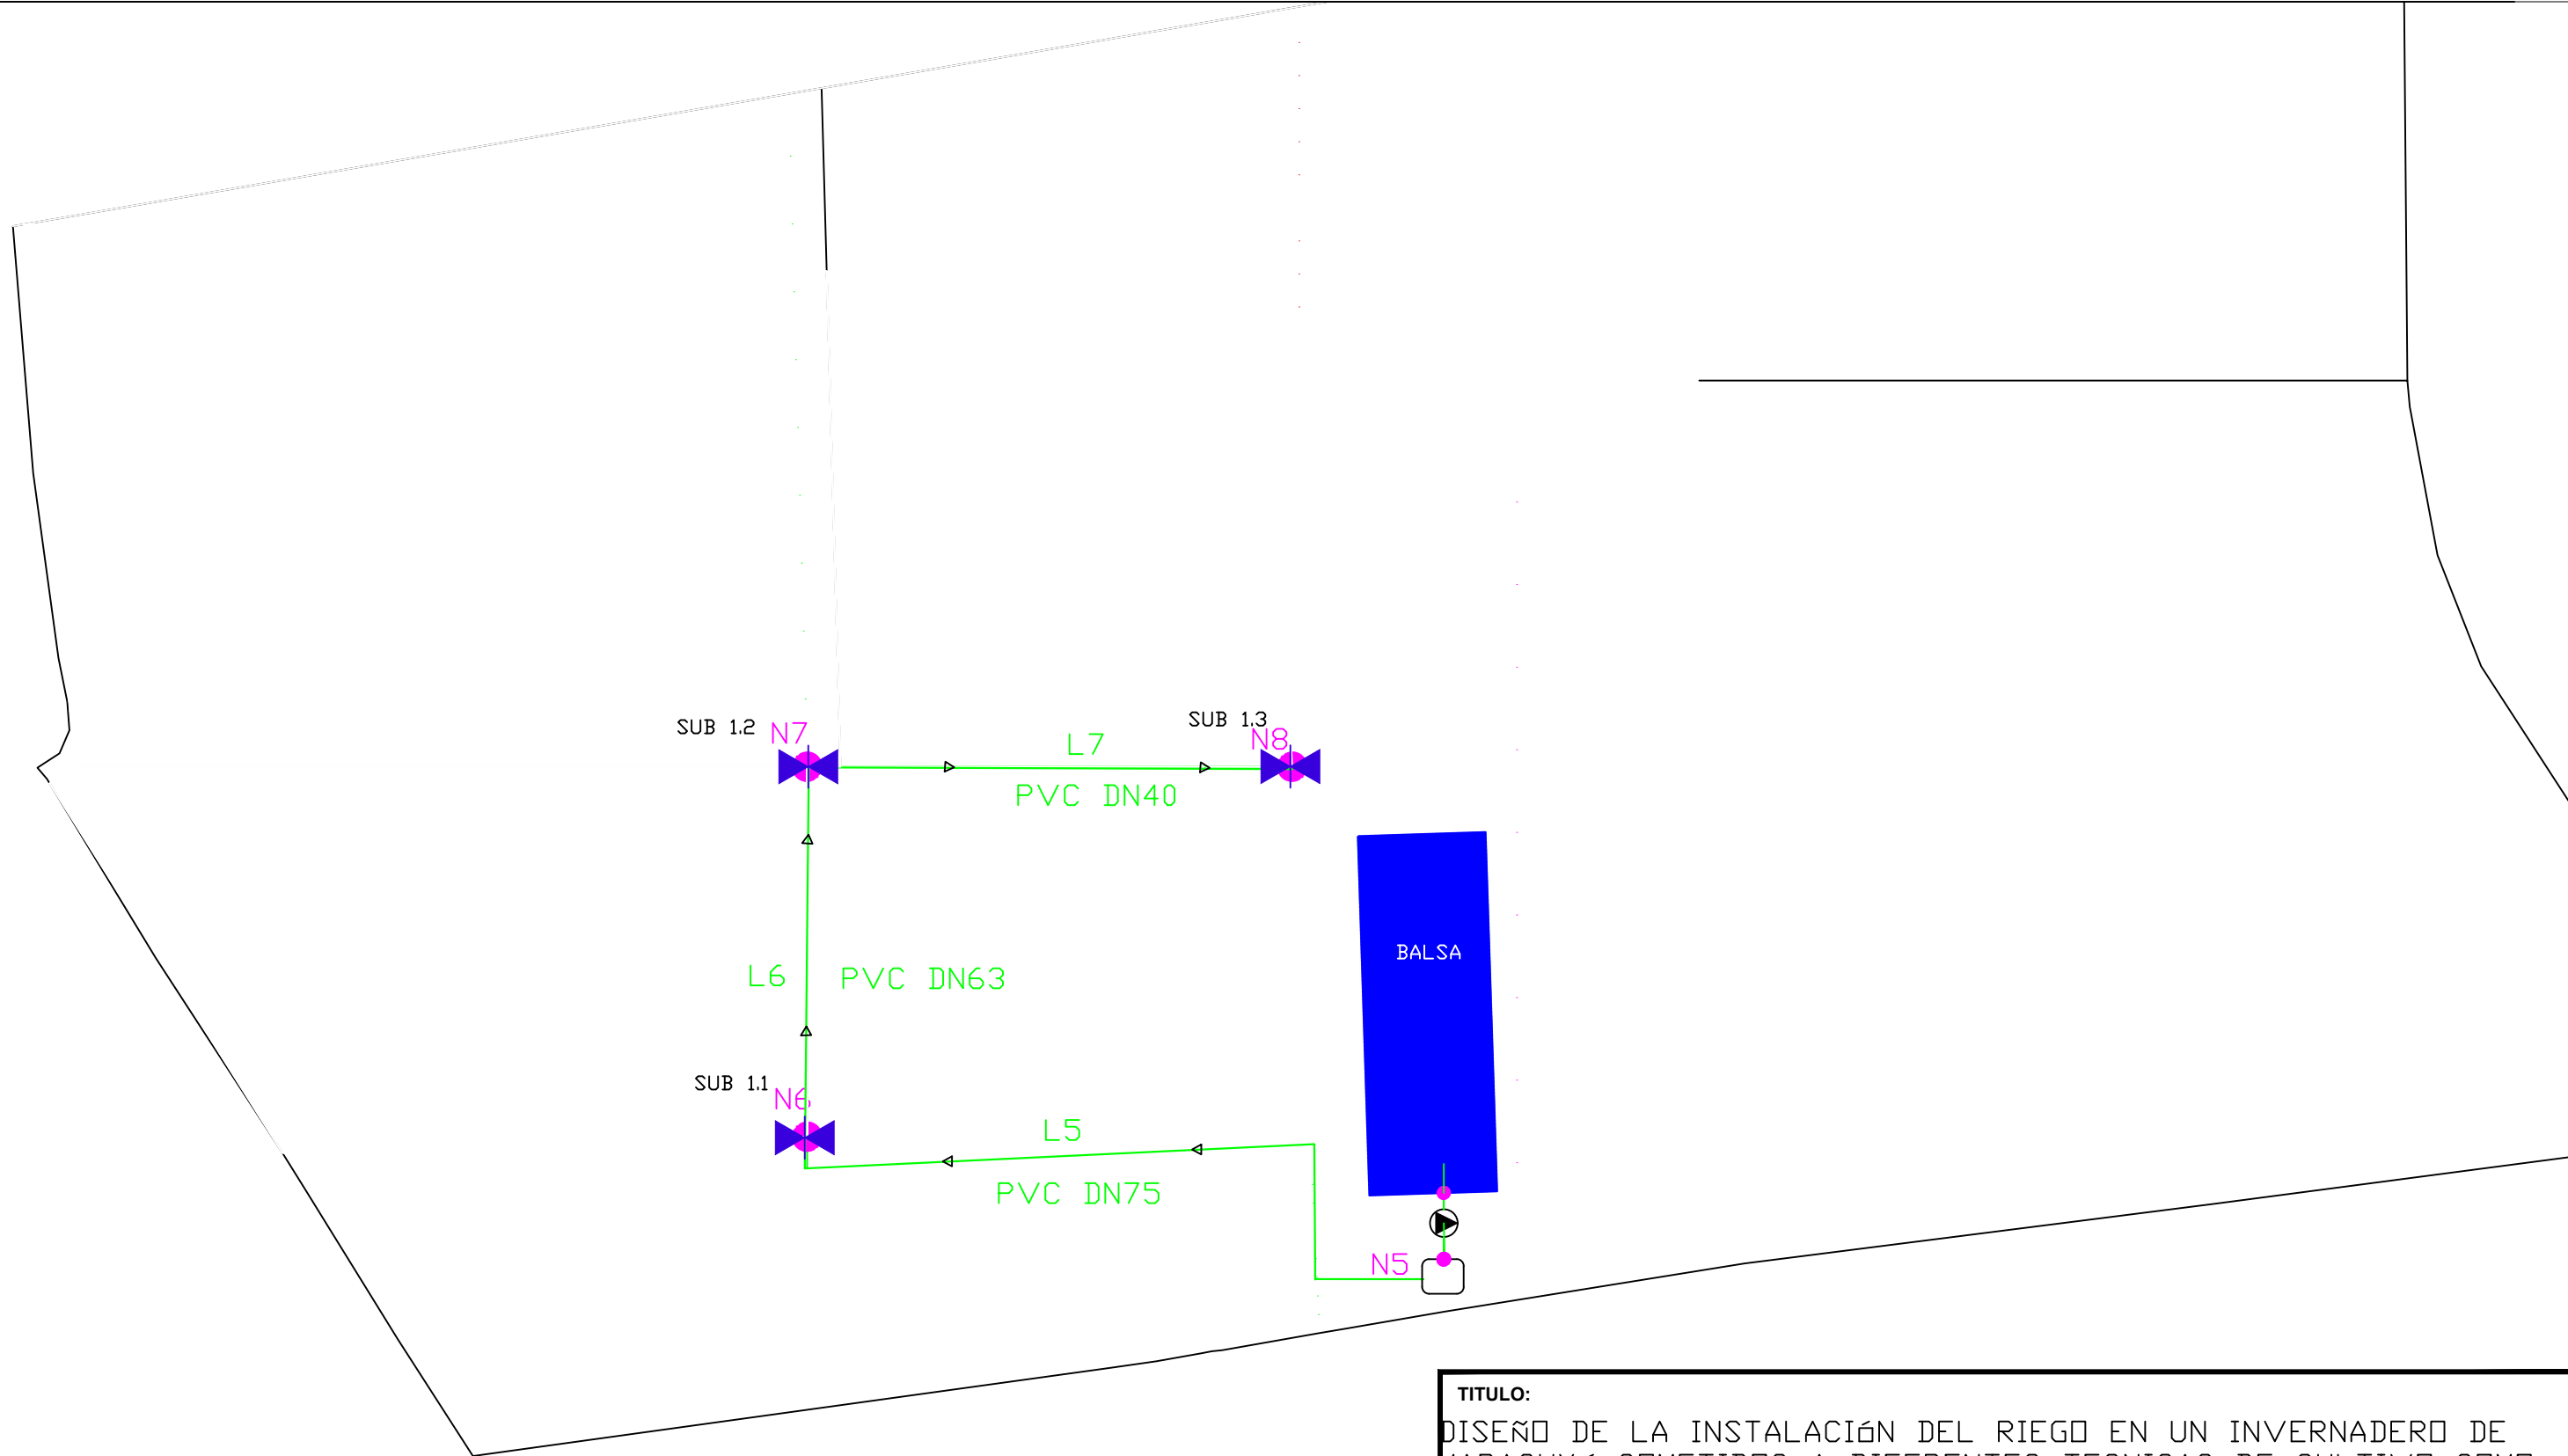 SUB 1.2
N7
SUB 1.3
N8
L7
PVC DN40
BALSA
L6
PVC DN63
SUB 1.1
N6
L5
PVC DN75
N5
TITULO:
DISEÑO DE LA INSTALACIóN DEL RIEGO EN UN INVERNADERO DE